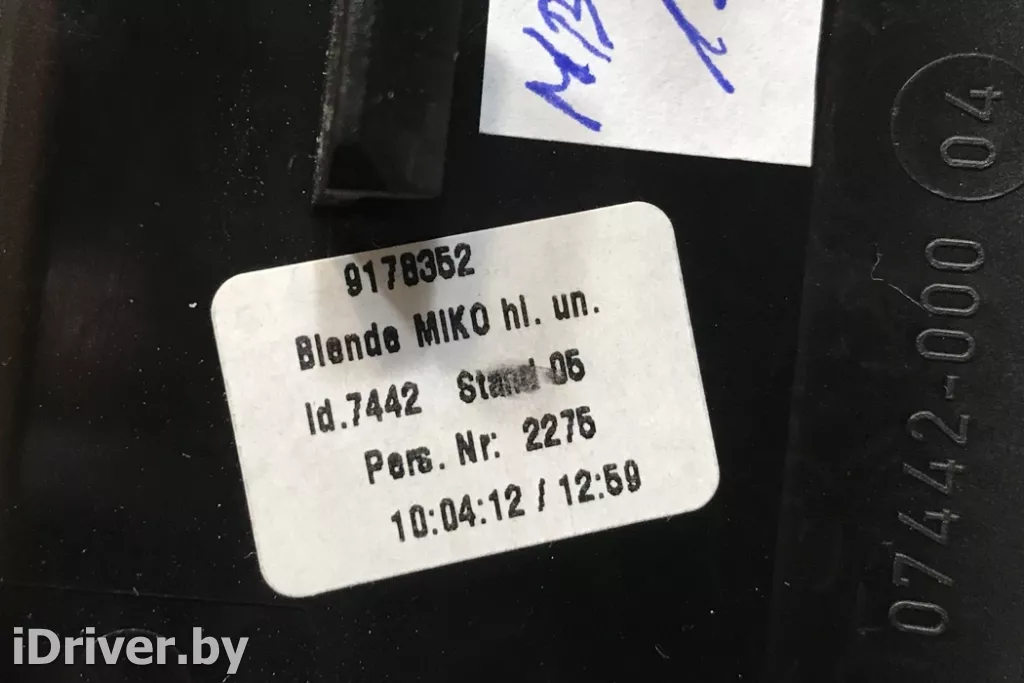 9178352
Blende MIKO hl. un.
Id.7442 Stand 05
Pers. Nr: 2275
10:04:12 / 12:59
07442-000 04
iDriver.by